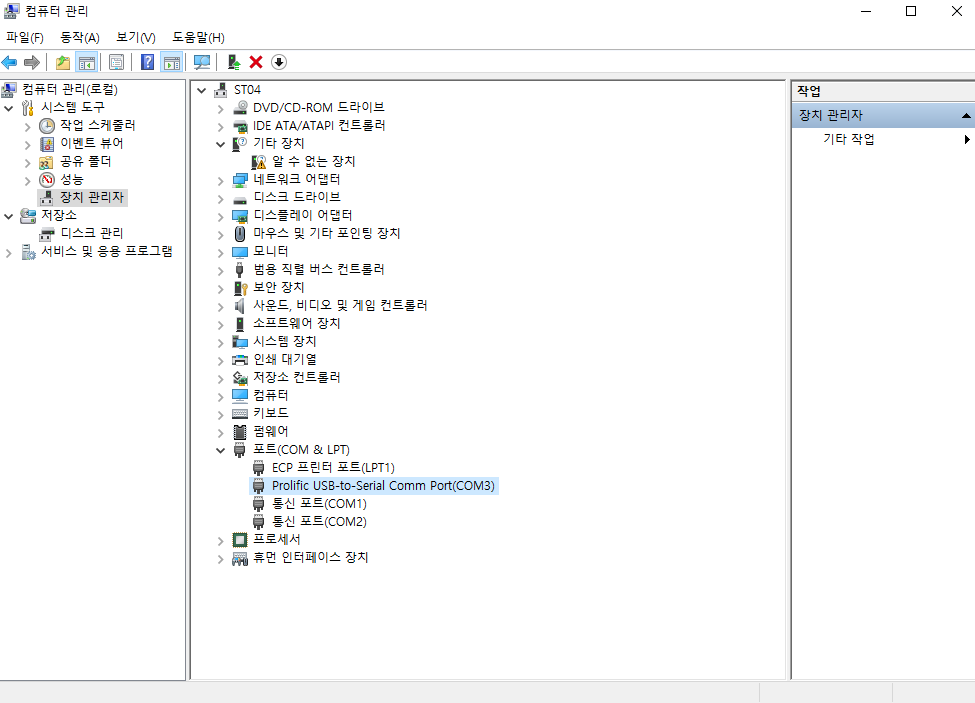 컴퓨터 관리
파일(F) 동작(A) 보기(V) 도움말(H)
컴퓨터 관리(로컬)
시스템 도구
작업 스케줄러
이벤트 뷰어
공유 폴더
성능
장치 관리자
저장소
디스크 관리
서비스 및 응용 프로그램
ST04
DVD/CD-ROM 드라이브
IDE ATA/ATAPI 컨트롤러
기타 장치
알 수 없는 장치
네트워크 어댑터
디스크 드라이브
디스플레이 어댑터
마우스 및 기타 포인팅 장치
모니터
범용 직렬 버스 컨트롤러
보안 장치
사운드, 비디오 및 게임 컨트롤러
소프트웨어 장치
시스템 장치
인쇄 대기열
저장소 컨트롤러
컴퓨터
키보드
펌웨어
포트(COM & LPT)
ECP 프린터 포트(LPT1)
Prolific USB-to-Serial Comm Port(COM3)
통신 포트(COM1)
통신 포트(COM2)
프로세서
휴먼 인터페이스 장치
작업
장치 관리자
기타 작업